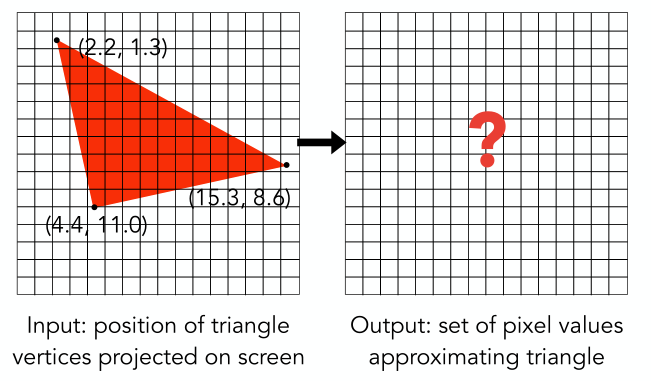 (2.2, 1.3)
(15.3, 8.6)
(4.4, 11.0)
?
Input: position of triangle
vertices projected on screen
Output: set of pixel values
approximating triangle